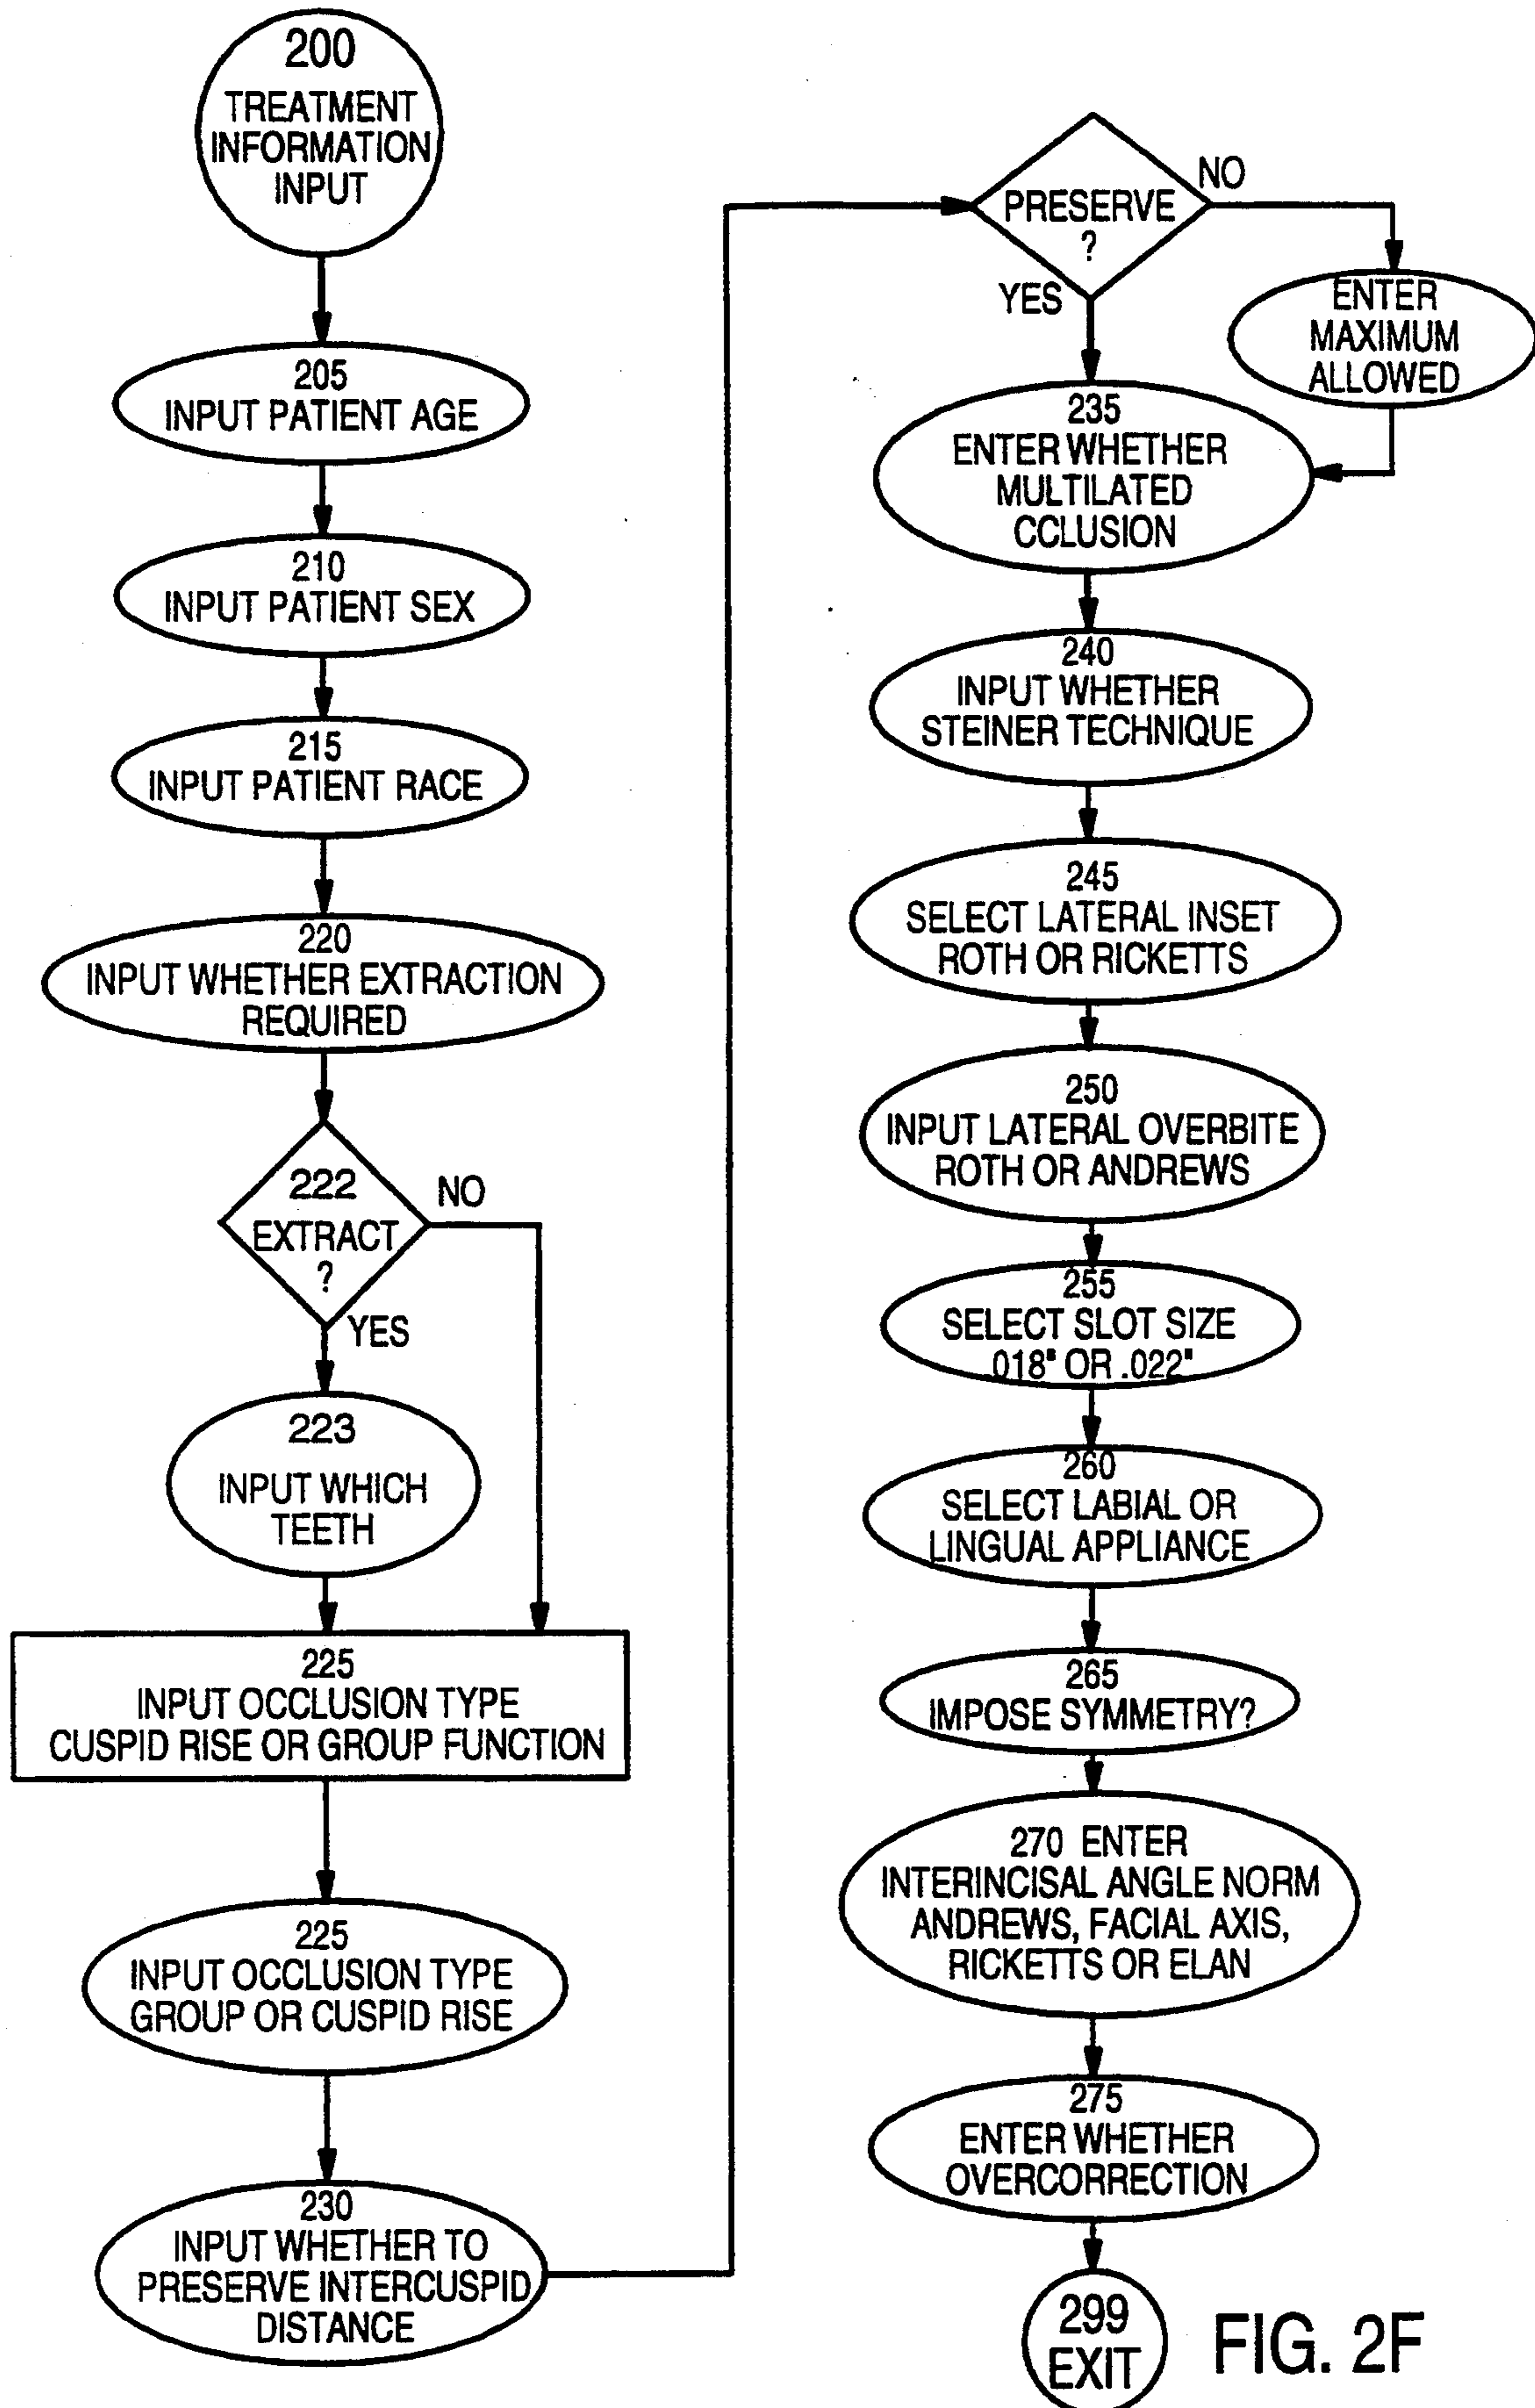 200
TREATMENT
INFORMATION
INPUT
205
INPUT PATIENT AGE
210
INPUT PATIENT SEX
215
INPUT PATIENT RACE
220
INPUT WHETHER EXTRACTION
REQUIRED
222
EXTRACT
?
NO
YES
223
INPUT WHICH
TEETH
225
INPUT OCCLUSION TYPE
CUSPID RISE OR GROUP FUNCTION
225
INPUT OCCLUSION TYPE
GROUP OR CUSPID RISE
230
INPUT WHETHER TO
PRESERVE INTERCUSPID
DISTANCE
PRESERVE
?
NO
YES
ENTER
MAXIMUM
ALLOWED
235
ENTER WHETHER
MULTILATED
CCLUSION
240
INPUT WHETHER
STEINER TECHNIQUE
245
SELECT LATERAL INSET
ROTH OR RICKETTS
250
INPUT LATERAL OVERBITE
ROTH OR ANDREWS
255
SELECT SLOT SIZE
.018" OR .022"
260
SELECT LABIAL OR
LINGUAL APPLIANCE
265
IMPOSE SYMMETRY?
270 ENTER
INTERINCISAL ANGLE NORM
ANDREWS, FACIAL AXIS,
RICKETTS OR ELAN
275
ENTER WHETHER
OVERCORRECTION
299
EXIT
FIG. 2F